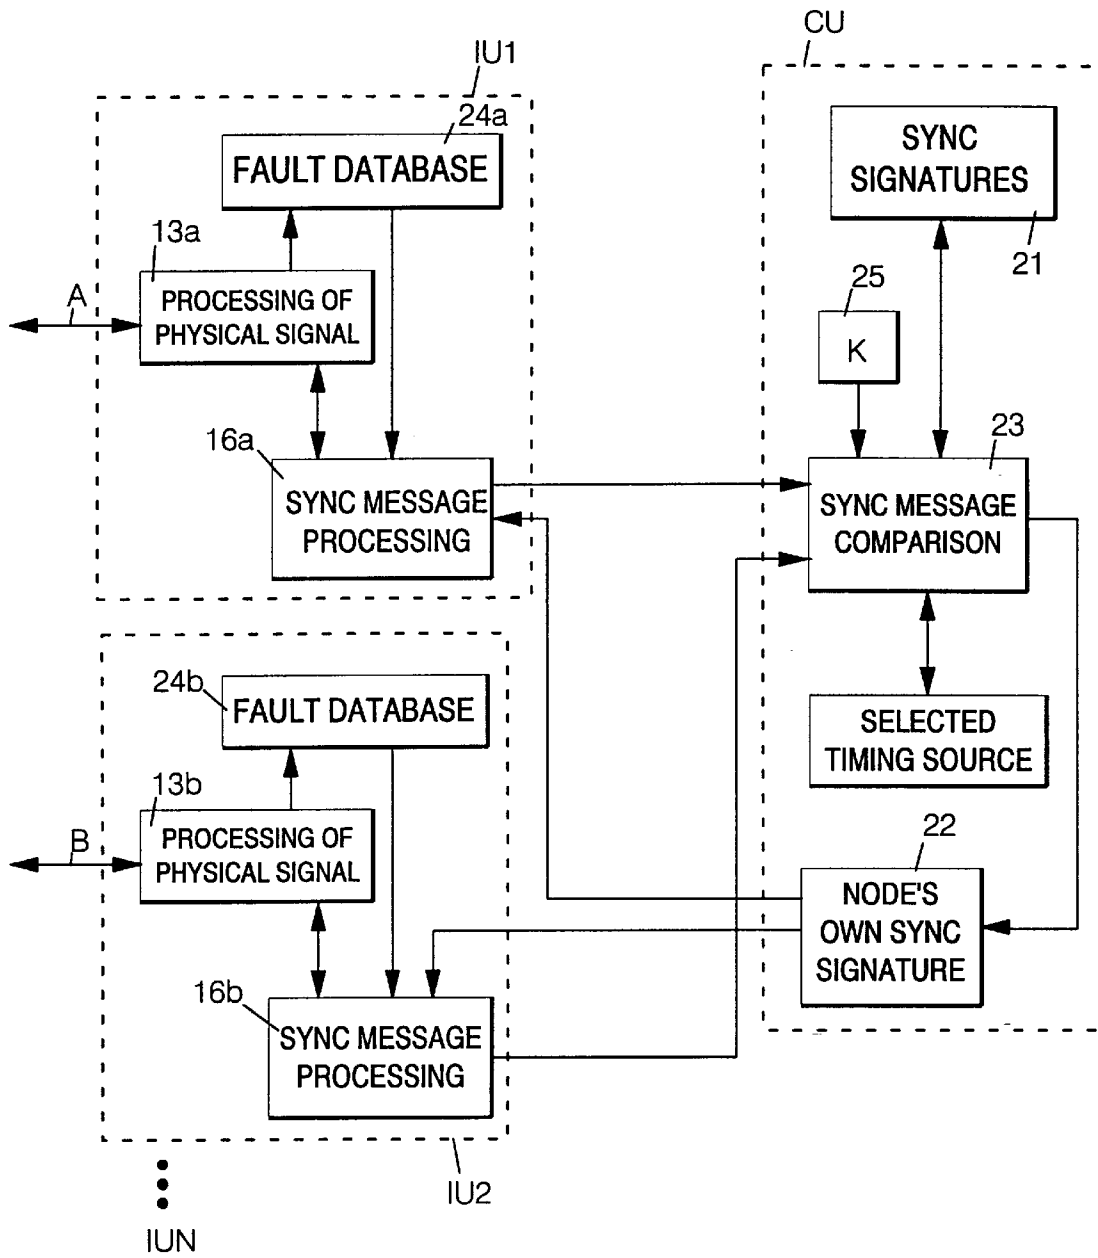 CU
IU1
24a
FAULT DATABASE
SYNC
SIGNATURES
13a
21
25
A
PROCESSING OF
PHYSICAL SIGNAL
K
16a
23
SYNC MESSAGE
PROCESSING
SYNC MESSAGE
COMPARISON
24b
FAULT DATABASE
SELECTED
TIMING SOURCE
13b
B
PROCESSING OF
PHYSICAL SIGNAL
22
NODE'S
OWN SYNC
SIGNATURE
16b
SYNC MESSAGE
PROCESSING
IU2
IUN